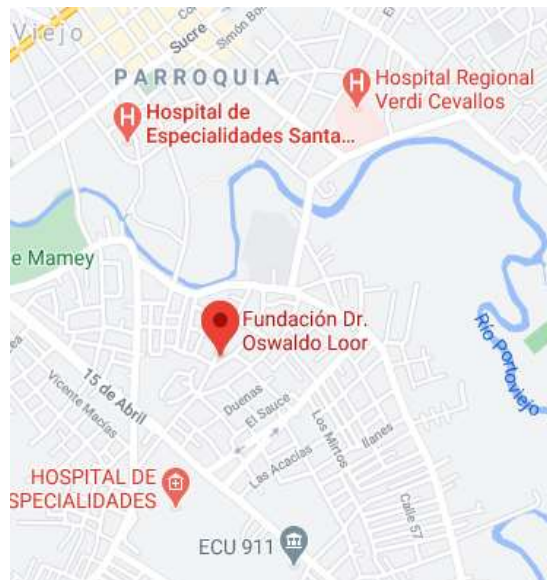 Viejo
Sucre
Simón Bolí
PARROQUIA
Hospital Regional
Verdi Cevallos
Hospital de
Especialidades Santa...
e Mamey
Fundación Dr.
Oswaldo Loor
Río Portoviejo
15 de Abril
Vicente Macías
Duenas
El Sauce
Los Mirtos
Ilanes
Las Acacias
Calle 57
HOSPITAL DE
SPECIALIDADES
ECU 911